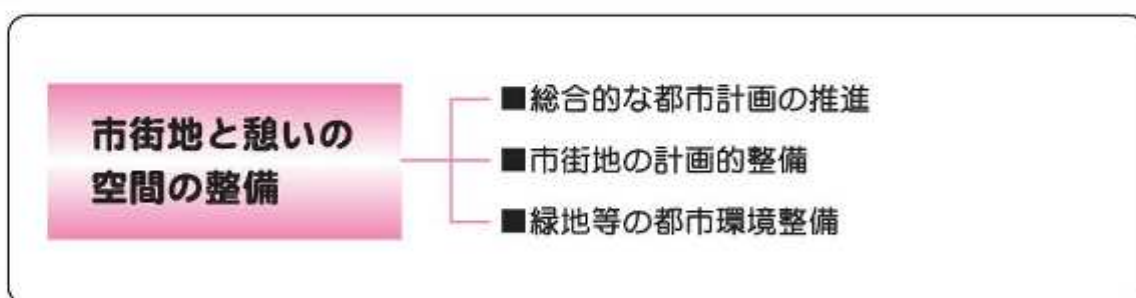 市街地と憩いの
空間の整備
■総合的な都市計画の推進
■市街地の計画的整備
■緑地等の都市環境整備